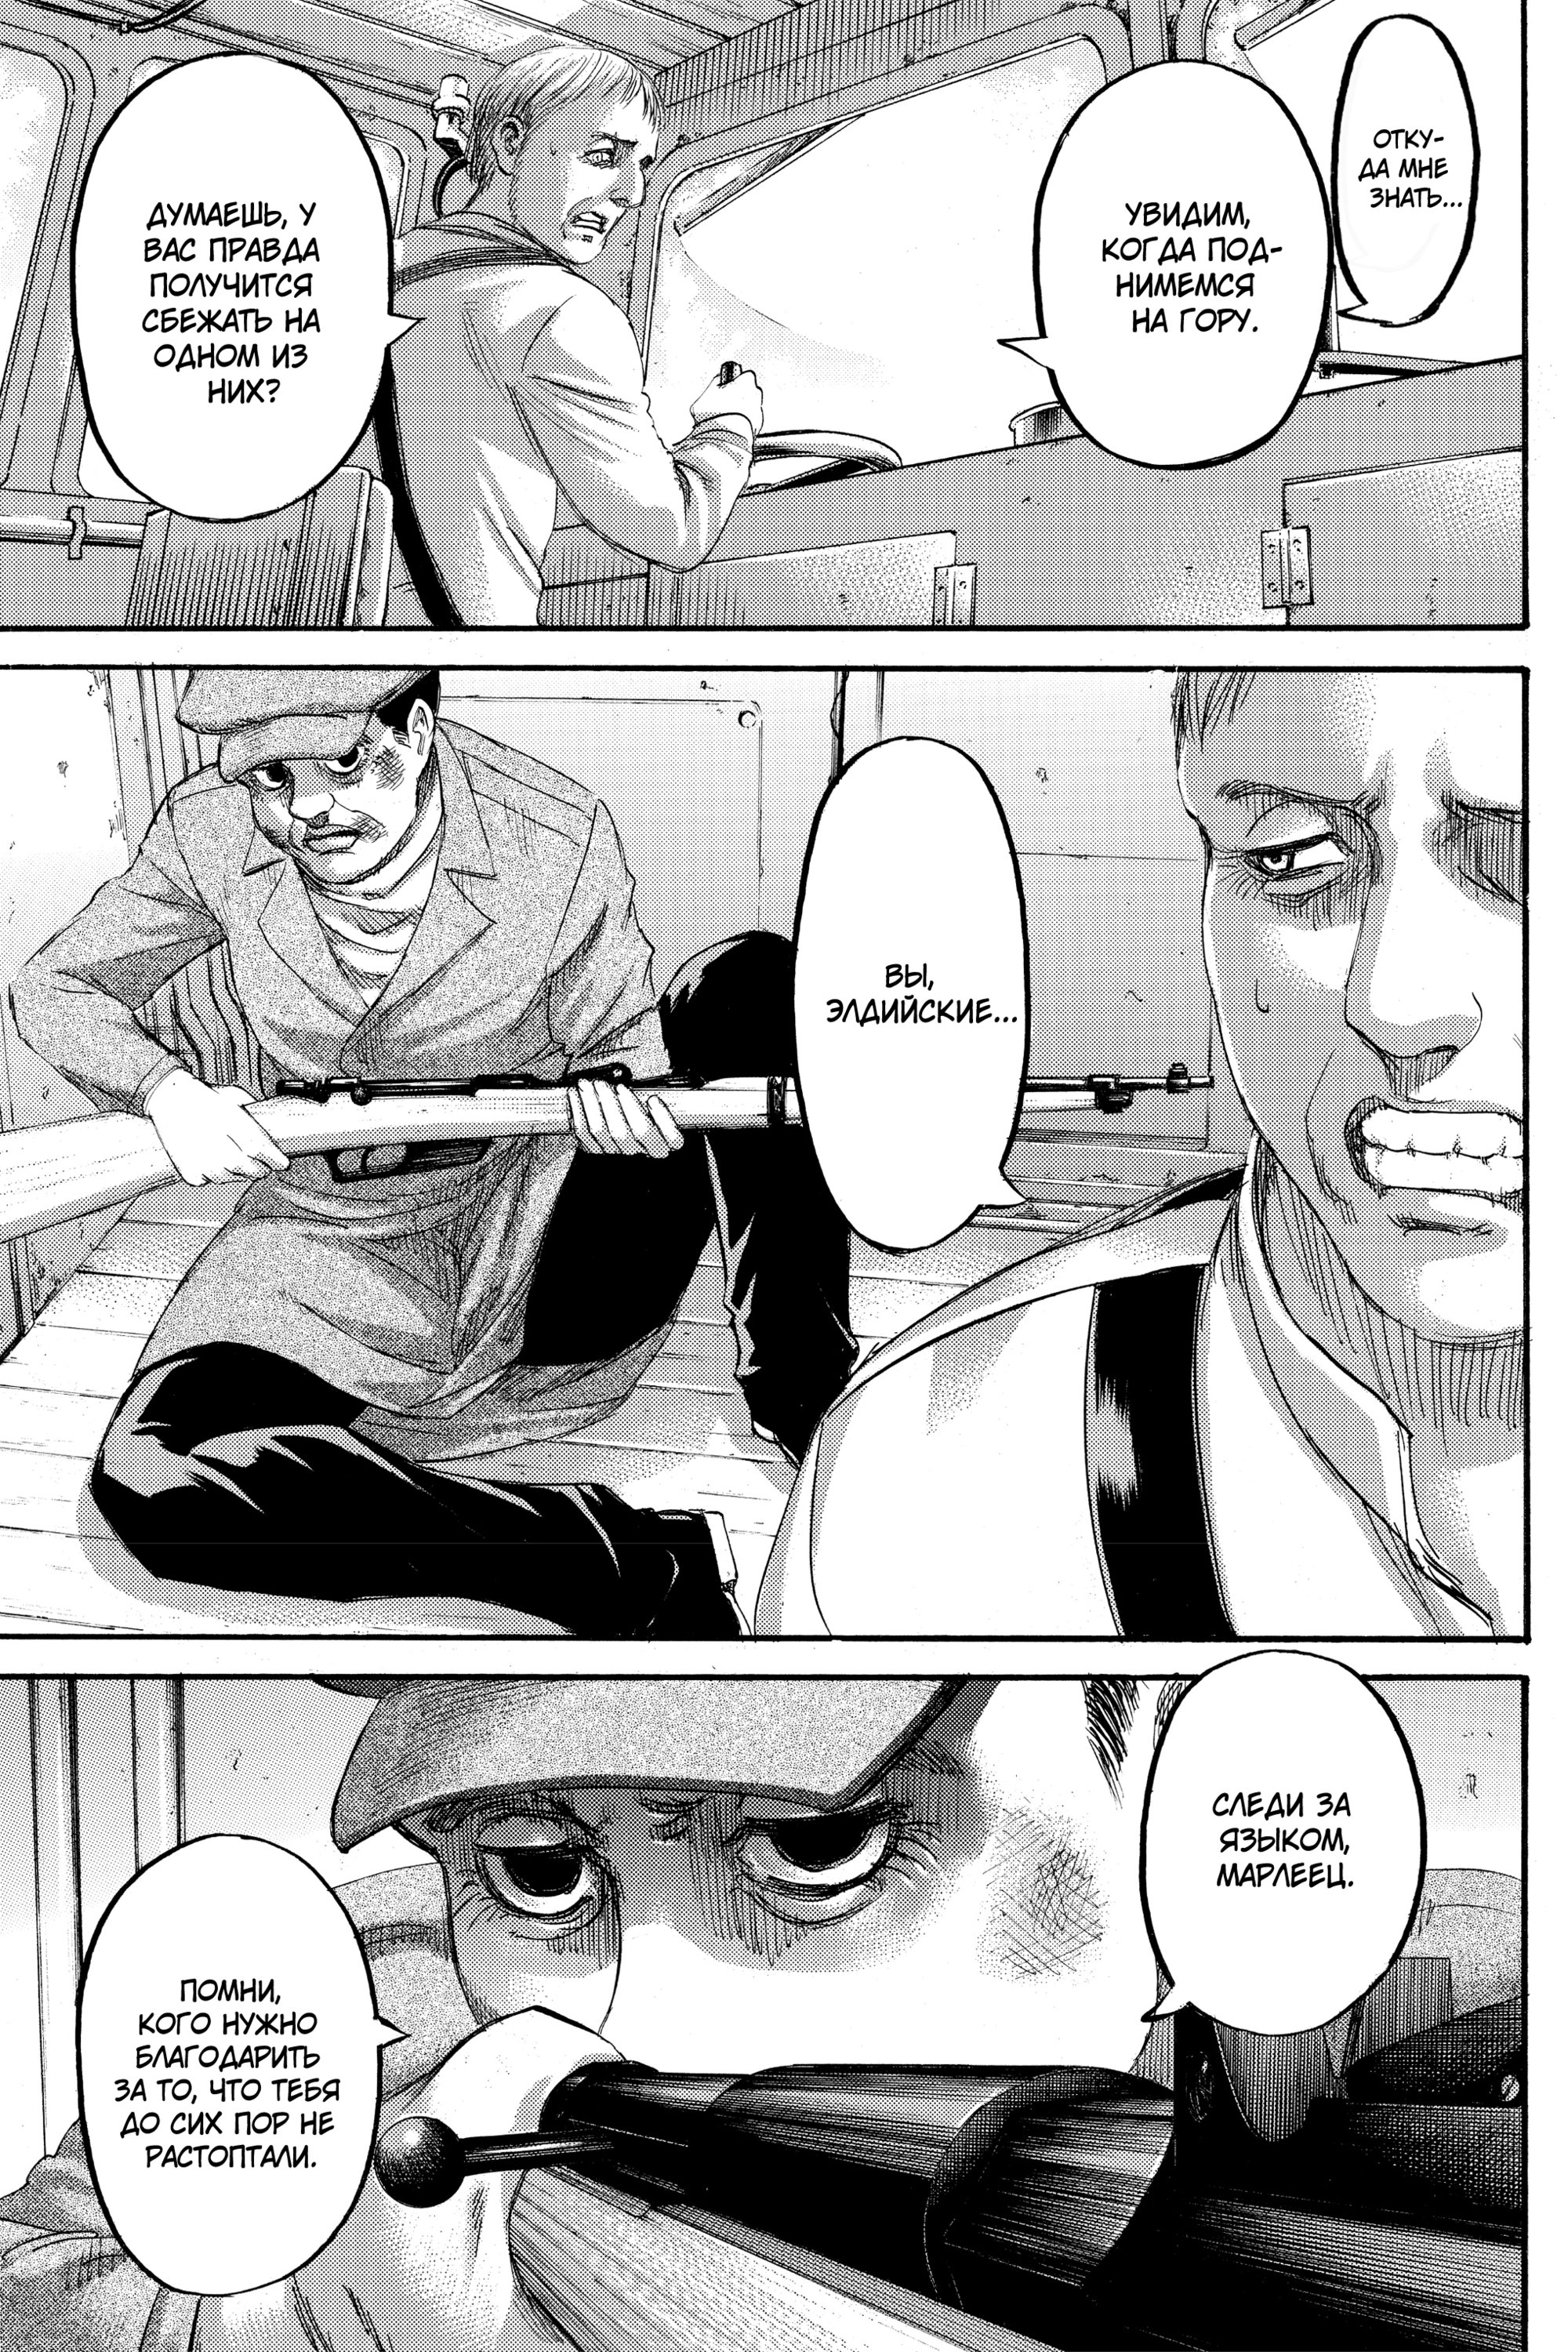 ОТКУ-
ДА МНЕ
ЗНАТЬ...
УВИДИМ,
КОГДА ПОД-
НИМЕМСЯ
НА ГОРУ.
ДУМАЕШЬ, У
ВАС ПРАВДА
ПОЛУЧИТСЯ
СБЕЖАТЬ НА
ОДНОМ ИЗ
НИХ?
ВЫ,
ЭЛДИЙСКИЕ...
СЛЕДИ ЗА
ЯЗЫКОМ,
МАРЛЕЕЦ.
ПОМНИ,
КОГО НУЖНО
БЛАГОДАРИТЬ
ЗА ТО, ЧТО ТЕБЯ
ДО СИХ ПОР НЕ
РАСТОПТАЛИ.